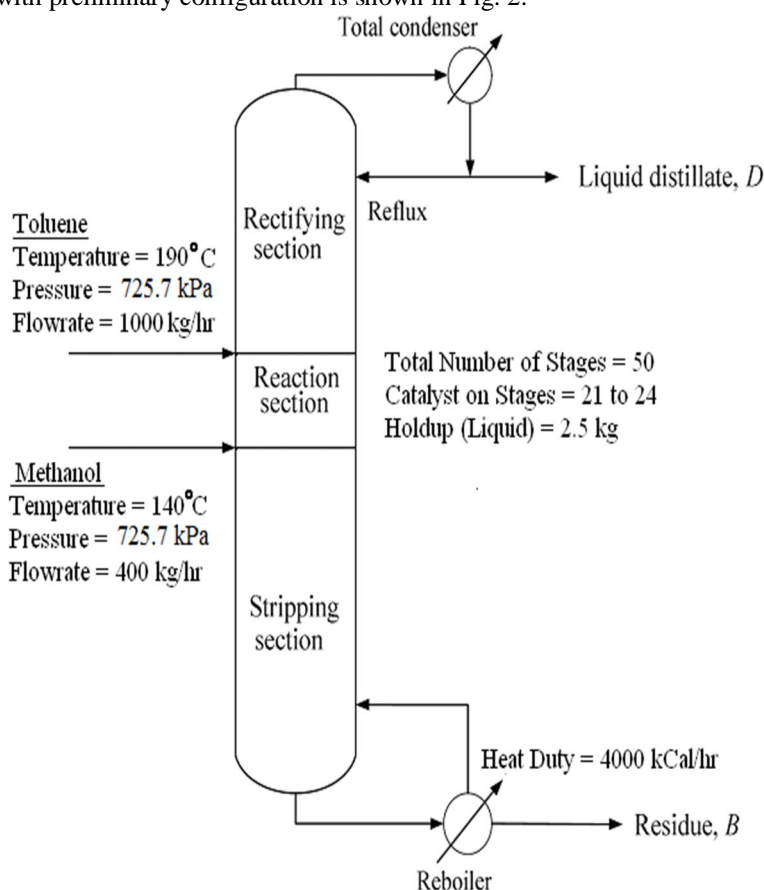 with preliminary configuration is shown in Fig. 2.
Total condenser
Liquid distillate, D
Reflux
Toluene
Temperature = 190°C
Pressure = 725.7 kPa
Flowrate = 1000 kg/hr
Rectifying
section
Reaction
section
Total Number of Stages = 50
Catalyst on Stages = 21 to 24
Holdup (Liquid) = 2.5 kg
Methanol
Temperature = 140°C
Pressure = 725.7 kPa
Flowrate = 400 kg/hr
Stripping
section
Heat Duty = 4000 kCal/hr
Residue, B
Reboiler